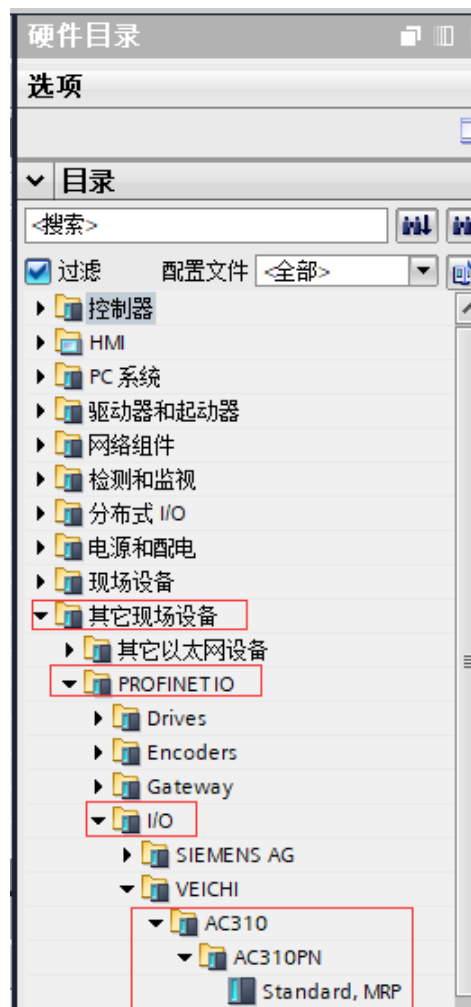 硬件目录
选项
目录
<搜索>
过滤 配置文件 <全部>
控制器
HMI
PC 系统
驱动器和起动器
网络组件
检测和监视
分布式 I/O
电源和配电
现场设备
其它现场设备
其它以太网设备
PROFINET IO
Drives
Encoders
Gateway
I/O
SIEMENS AG
VEICHI
AC310
AC310PN
Standard, MRP